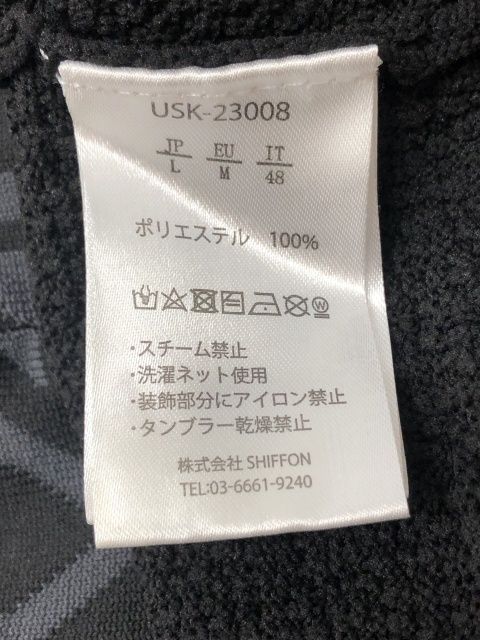 USK-23008
JP EU IT
L M 48
ポリエステル 100%
・スチーム禁止
・洗濯ネット使用
・装飾部分にアイロン禁止
・タンブラー乾燥禁止
株式会社 SHIFFON
TEL:03-6661-9240